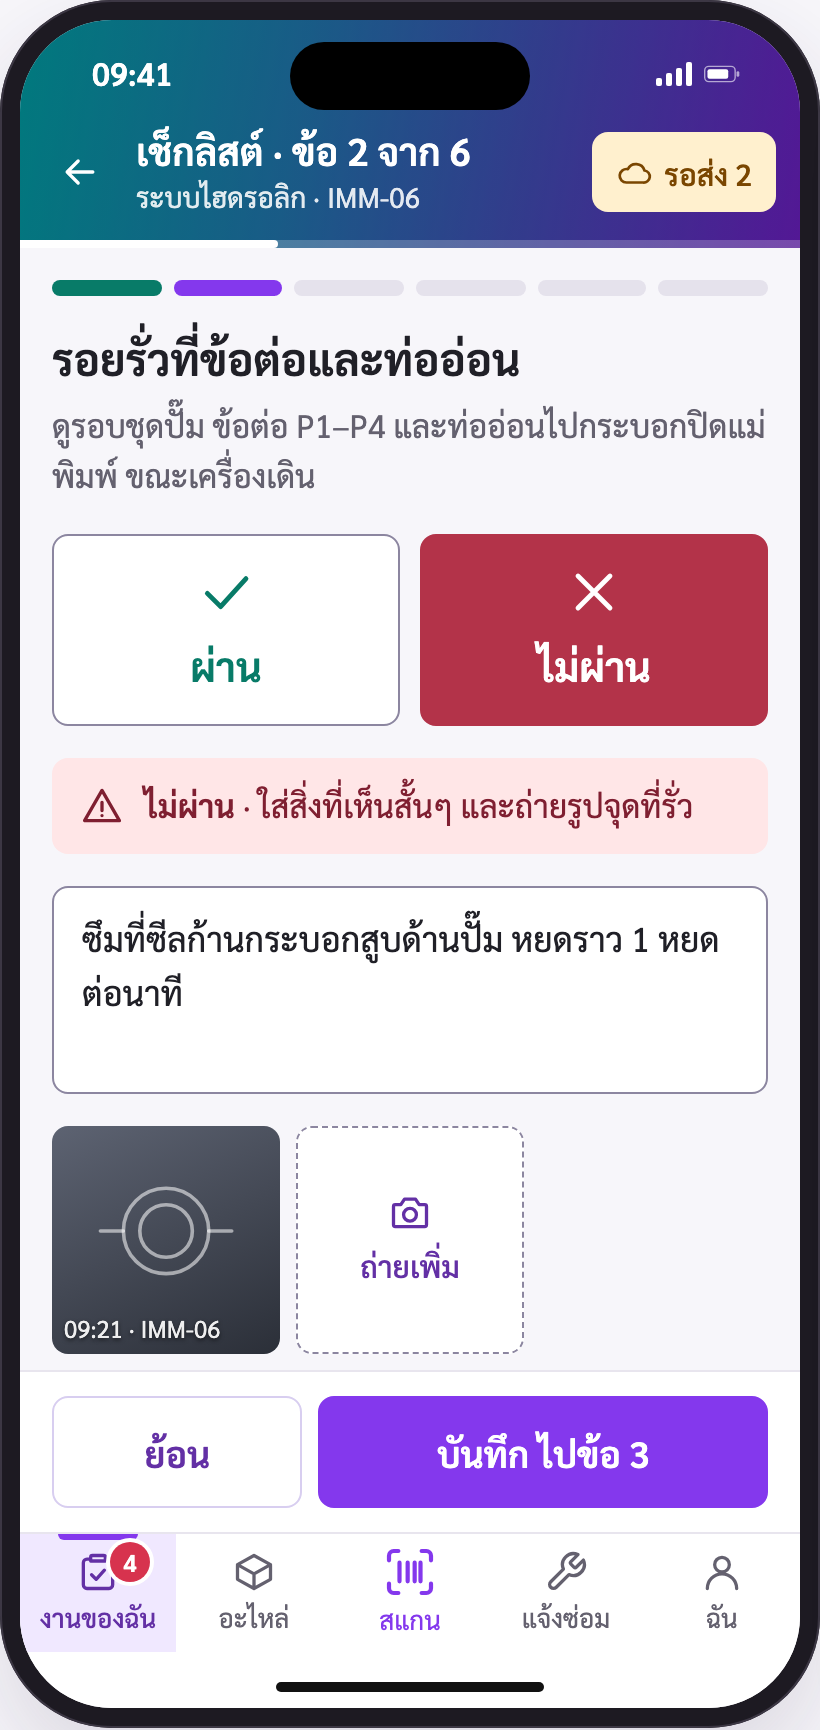 09:41
เช็กลิสต์ · ข้อ 2 จาก 6
ระบบไฮดรอลิก · IMM-06
รอส่ง 2
รอยรั่วที่ข้อต่อและท่ออ่อน
ดูรอบชุดปั๊ม ข้อต่อ P1–P4 และท่ออ่อนไปกระบอกปิดแม่
พิมพ์ ขณะเครื่องเดิน
ผ่าน
ไม่ผ่าน
ไม่ผ่าน · ใส่สิ่งที่เห็นสั้นๆ และถ่ายรูปจุดที่รั่ว
ซึมที่ซีลก้านกระบอกสูบด้านปั๊ม หยดราว 1 หยด
ต่อนาที
09:21 · IMM-06
ถ่ายเพิ่ม
ย้อน
บันทึก ไปข้อ 3
4
งานของฉัน
อะไหล่
สแกน
แจ้งซ่อม
ฉัน